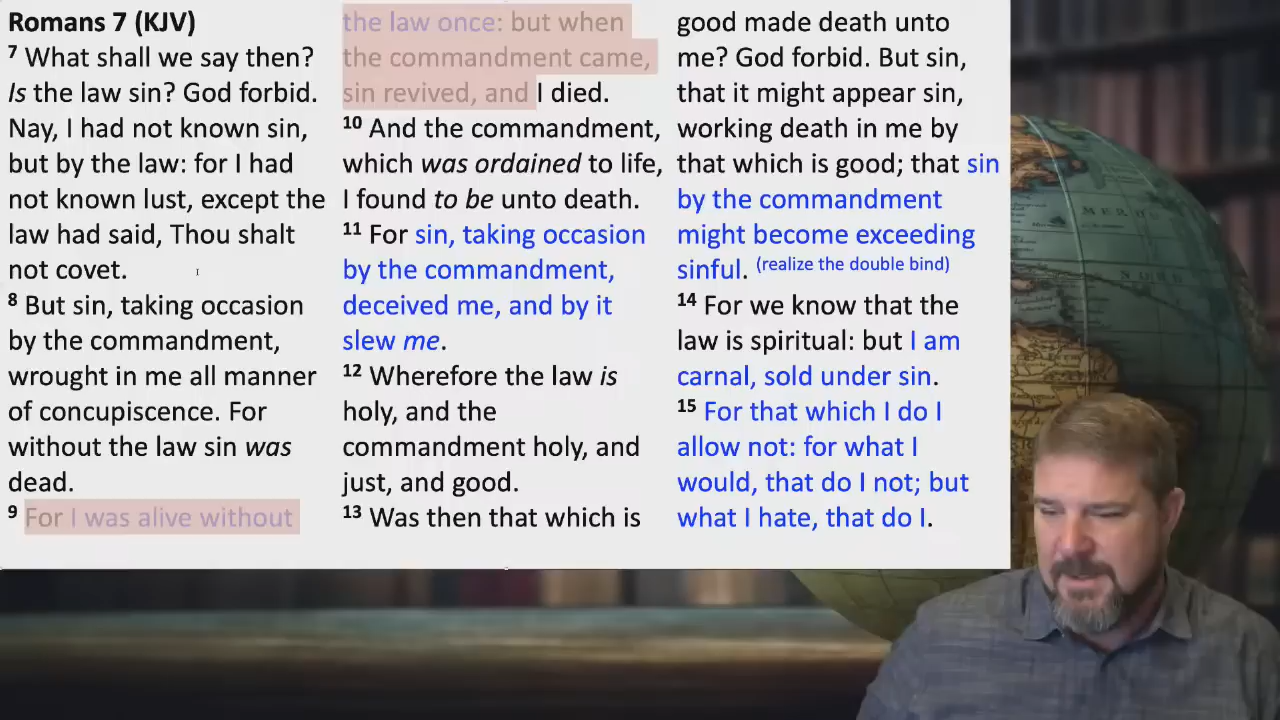 Romans 7 (KJV)
7 What shall we say then?
Is the law sin? God forbid.
Nay, I had not known sin,
but by the law: for I had
not known lust, except the
law had said, Thou shalt
not covet.
8 But sin, taking occasion
by the commandment,
wrought in me all manner
of concupiscence. For
without the law sin was
dead.
9 For I was alive without
the law once: but when
the commandment came,
sin revived, and I died.
10 And the commandment,
which was ordained to life,
I found to be unto death.
11 For sin, taking occasion
by the commandment,
deceived me, and by it
slew me.
12 Wherefore the law is
holy, and the
commandment holy, and
just, and good.
13 Was then that which is
good made death unto
me? God forbid. But sin,
that it might appear sin,
working death in me by
that which is good; that sin
by the commandment
might become exceeding
sinful. (realize the double bind)
14 For we know that the
law is spiritual: but I am
carnal, sold under sin.
15 For that which I do I
allow not: for what I
would, that do I not; but
what I hate, that do I.